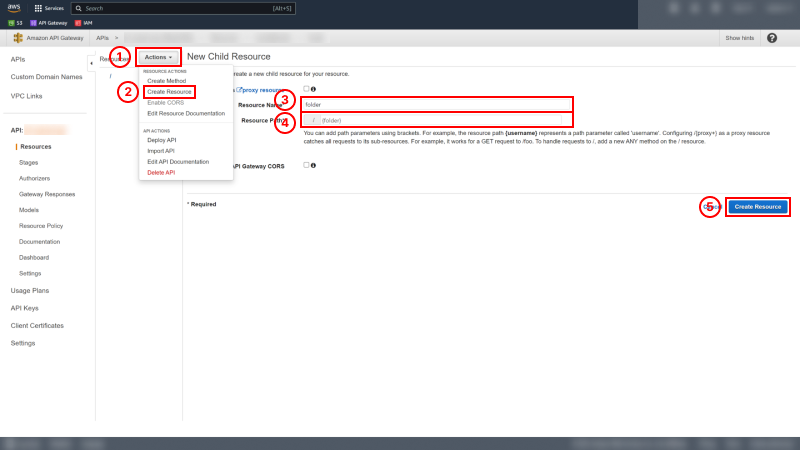 aws
Services
Search
[Alt+S]
S3
API Gateway
IAM
Amazon API Gateway
APIs >
Show hints
?
APIs
Custom Domain Names
VPC Links
API:
Resources
Stages
Authorizers
Gateway Responses
Models
Resource Policy
Documentation
Dashboard
Settings
Usage Plans
API Keys
Client Certificates
Settings
Resources
/
1
Actions
RESOURCE ACTIONS
Create Method
2
Create Resource
Enable CORS
Edit Resource Documentation
API ACTIONS
Deploy API
Import API
Edit API Documentation
Delete API
New Child Resource
create a new child resource for your resource.
proxy resource
3
Resource Name*
folder
4
Resource Path*
/ {folder}
You can add path parameters using brackets. For example, the resource path {username} represents a path parameter called 'username'. Configuring /{proxy+} as a proxy resource
catches all requests to its sub-resources. For example, it works for a GET request to /foo. To handle requests to /, add a new ANY method on the / resource.
API Gateway CORS
* Required
5
Create Resource